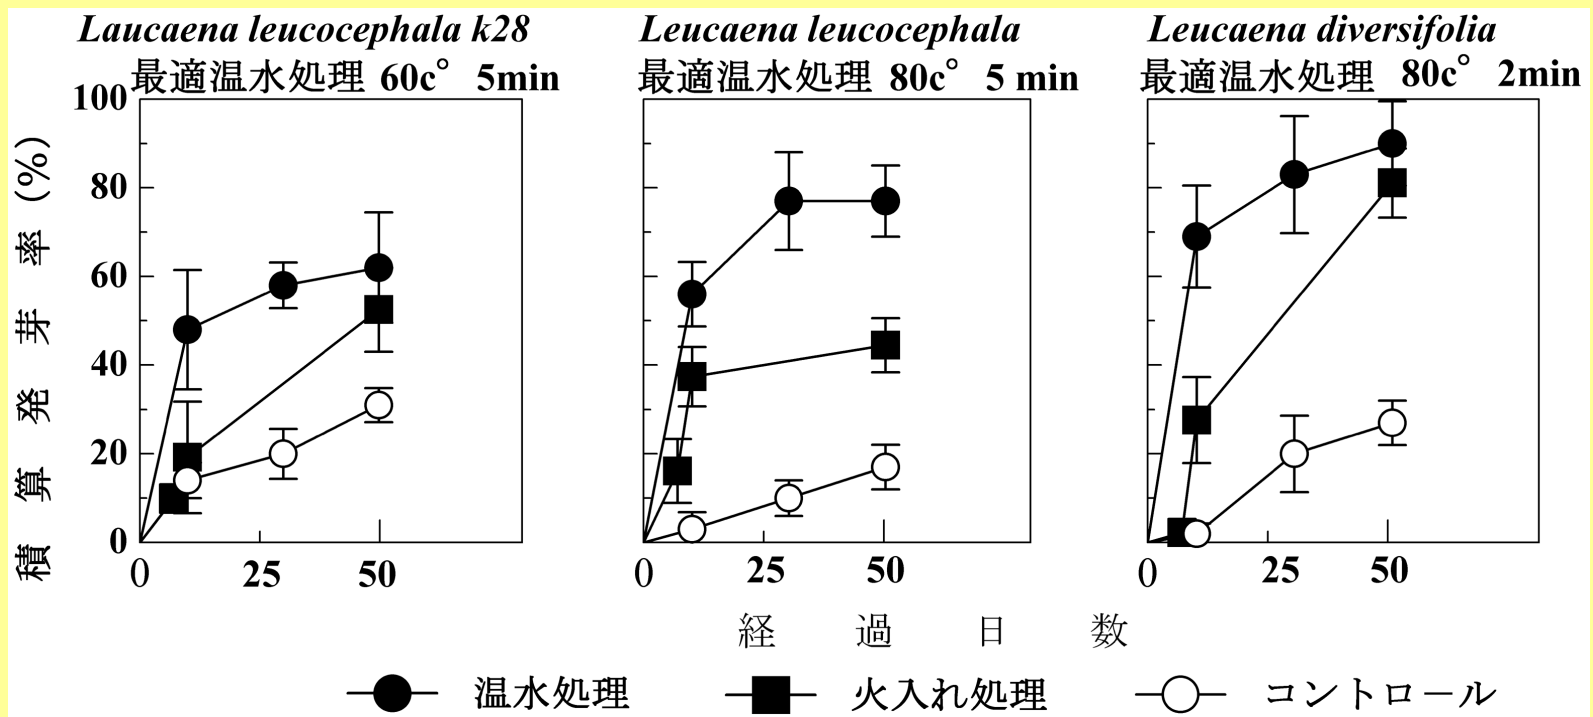 Laucaena leucocephala k28
最適温水処理 60c° 5min
Leucaena leucocephala
最適温水処理 80c° 5 min
Leucaena diversifolia
最適温水処理 80c° 2min
積算発芽率(%)
100
80
60
40
20
0
0 25 50
0 25 50
0 25 50
経過日数
温水処理 火入れ処理 コントロール